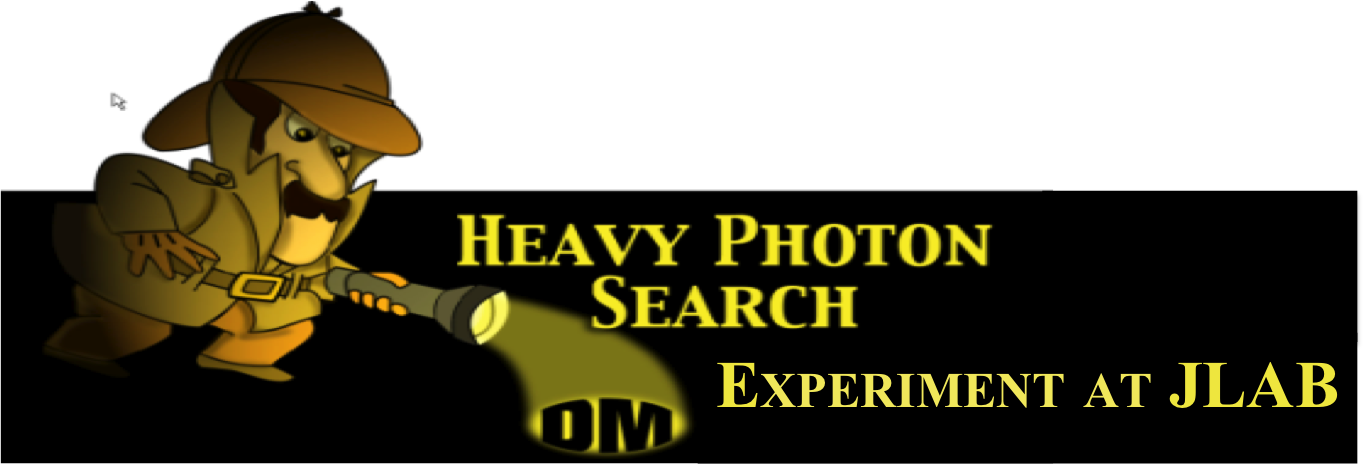 HEAVY PHOTON
SEARCH
EXPERIMENT AT JLAB
DM